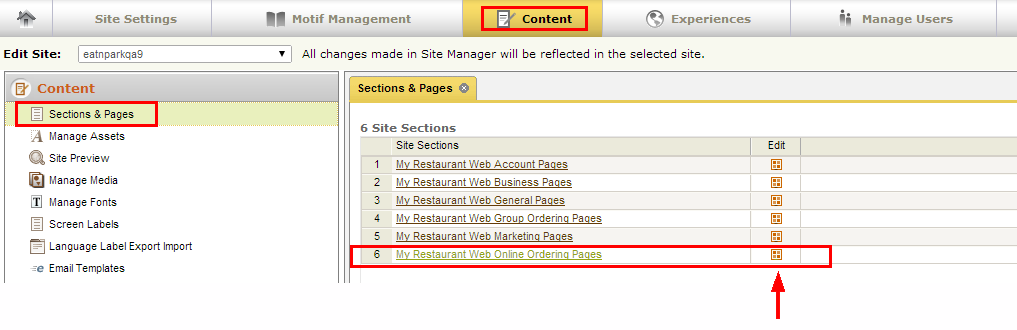 Site Settings
Motif Management
Content
Experiences
Manage Users
Edit Site: eatnparkqa9 All changes made in Site Manager will be reflected in the selected site.
Content
Sections & Pages
Manage Assets
Site Preview
Manage Media
Manage Fonts
Screen Labels
Language Label Export Import
Email Templates
Sections & Pages
6 Site Sections
Site Sections Edit
1 My Restaurant Web Account Pages
2 My Restaurant Web Business Pages
3 My Restaurant Web General Pages
4 My Restaurant Web Group Ordering Pages
5 My Restaurant Web Marketing Pages
6 My Restaurant Web Online Ordering Pages